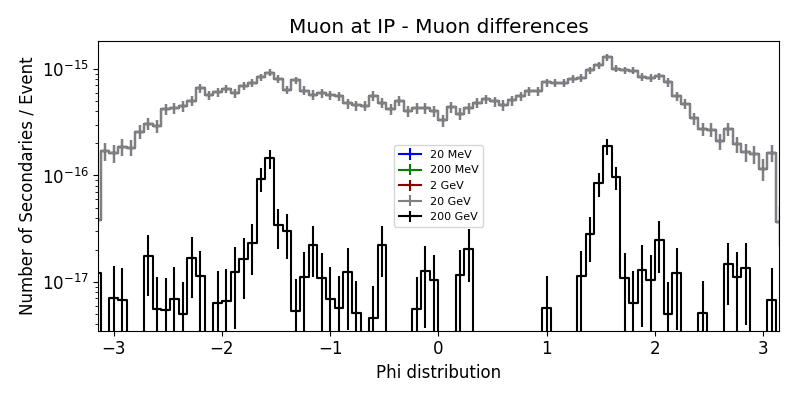 Muon at IP - Muon differences
Number of Secondaries / Event
10⁻¹⁵
10⁻¹⁶
10⁻¹⁷
20 MeV
200 MeV
2 GeV
20 GeV
200 GeV
−3 −2 −1 0 1 2 3
Phi distribution